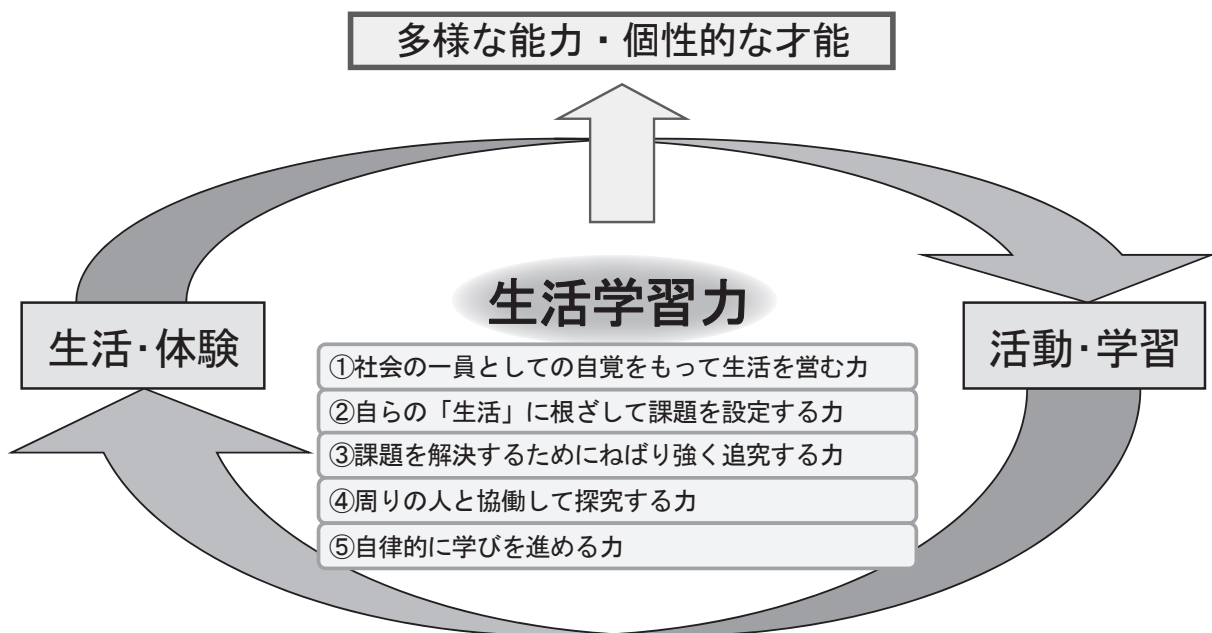 多様な能力・個性的な才能
生活学習力
生活・体験
活動・学習
①社会の一員としての自覚をもって生活を営む力
②自らの「生活」に根ざして課題を設定する力
③課題を解決するためにねばり強く追究する力
④周りの人と協働して探究する力
⑤自律的に学びを進める力